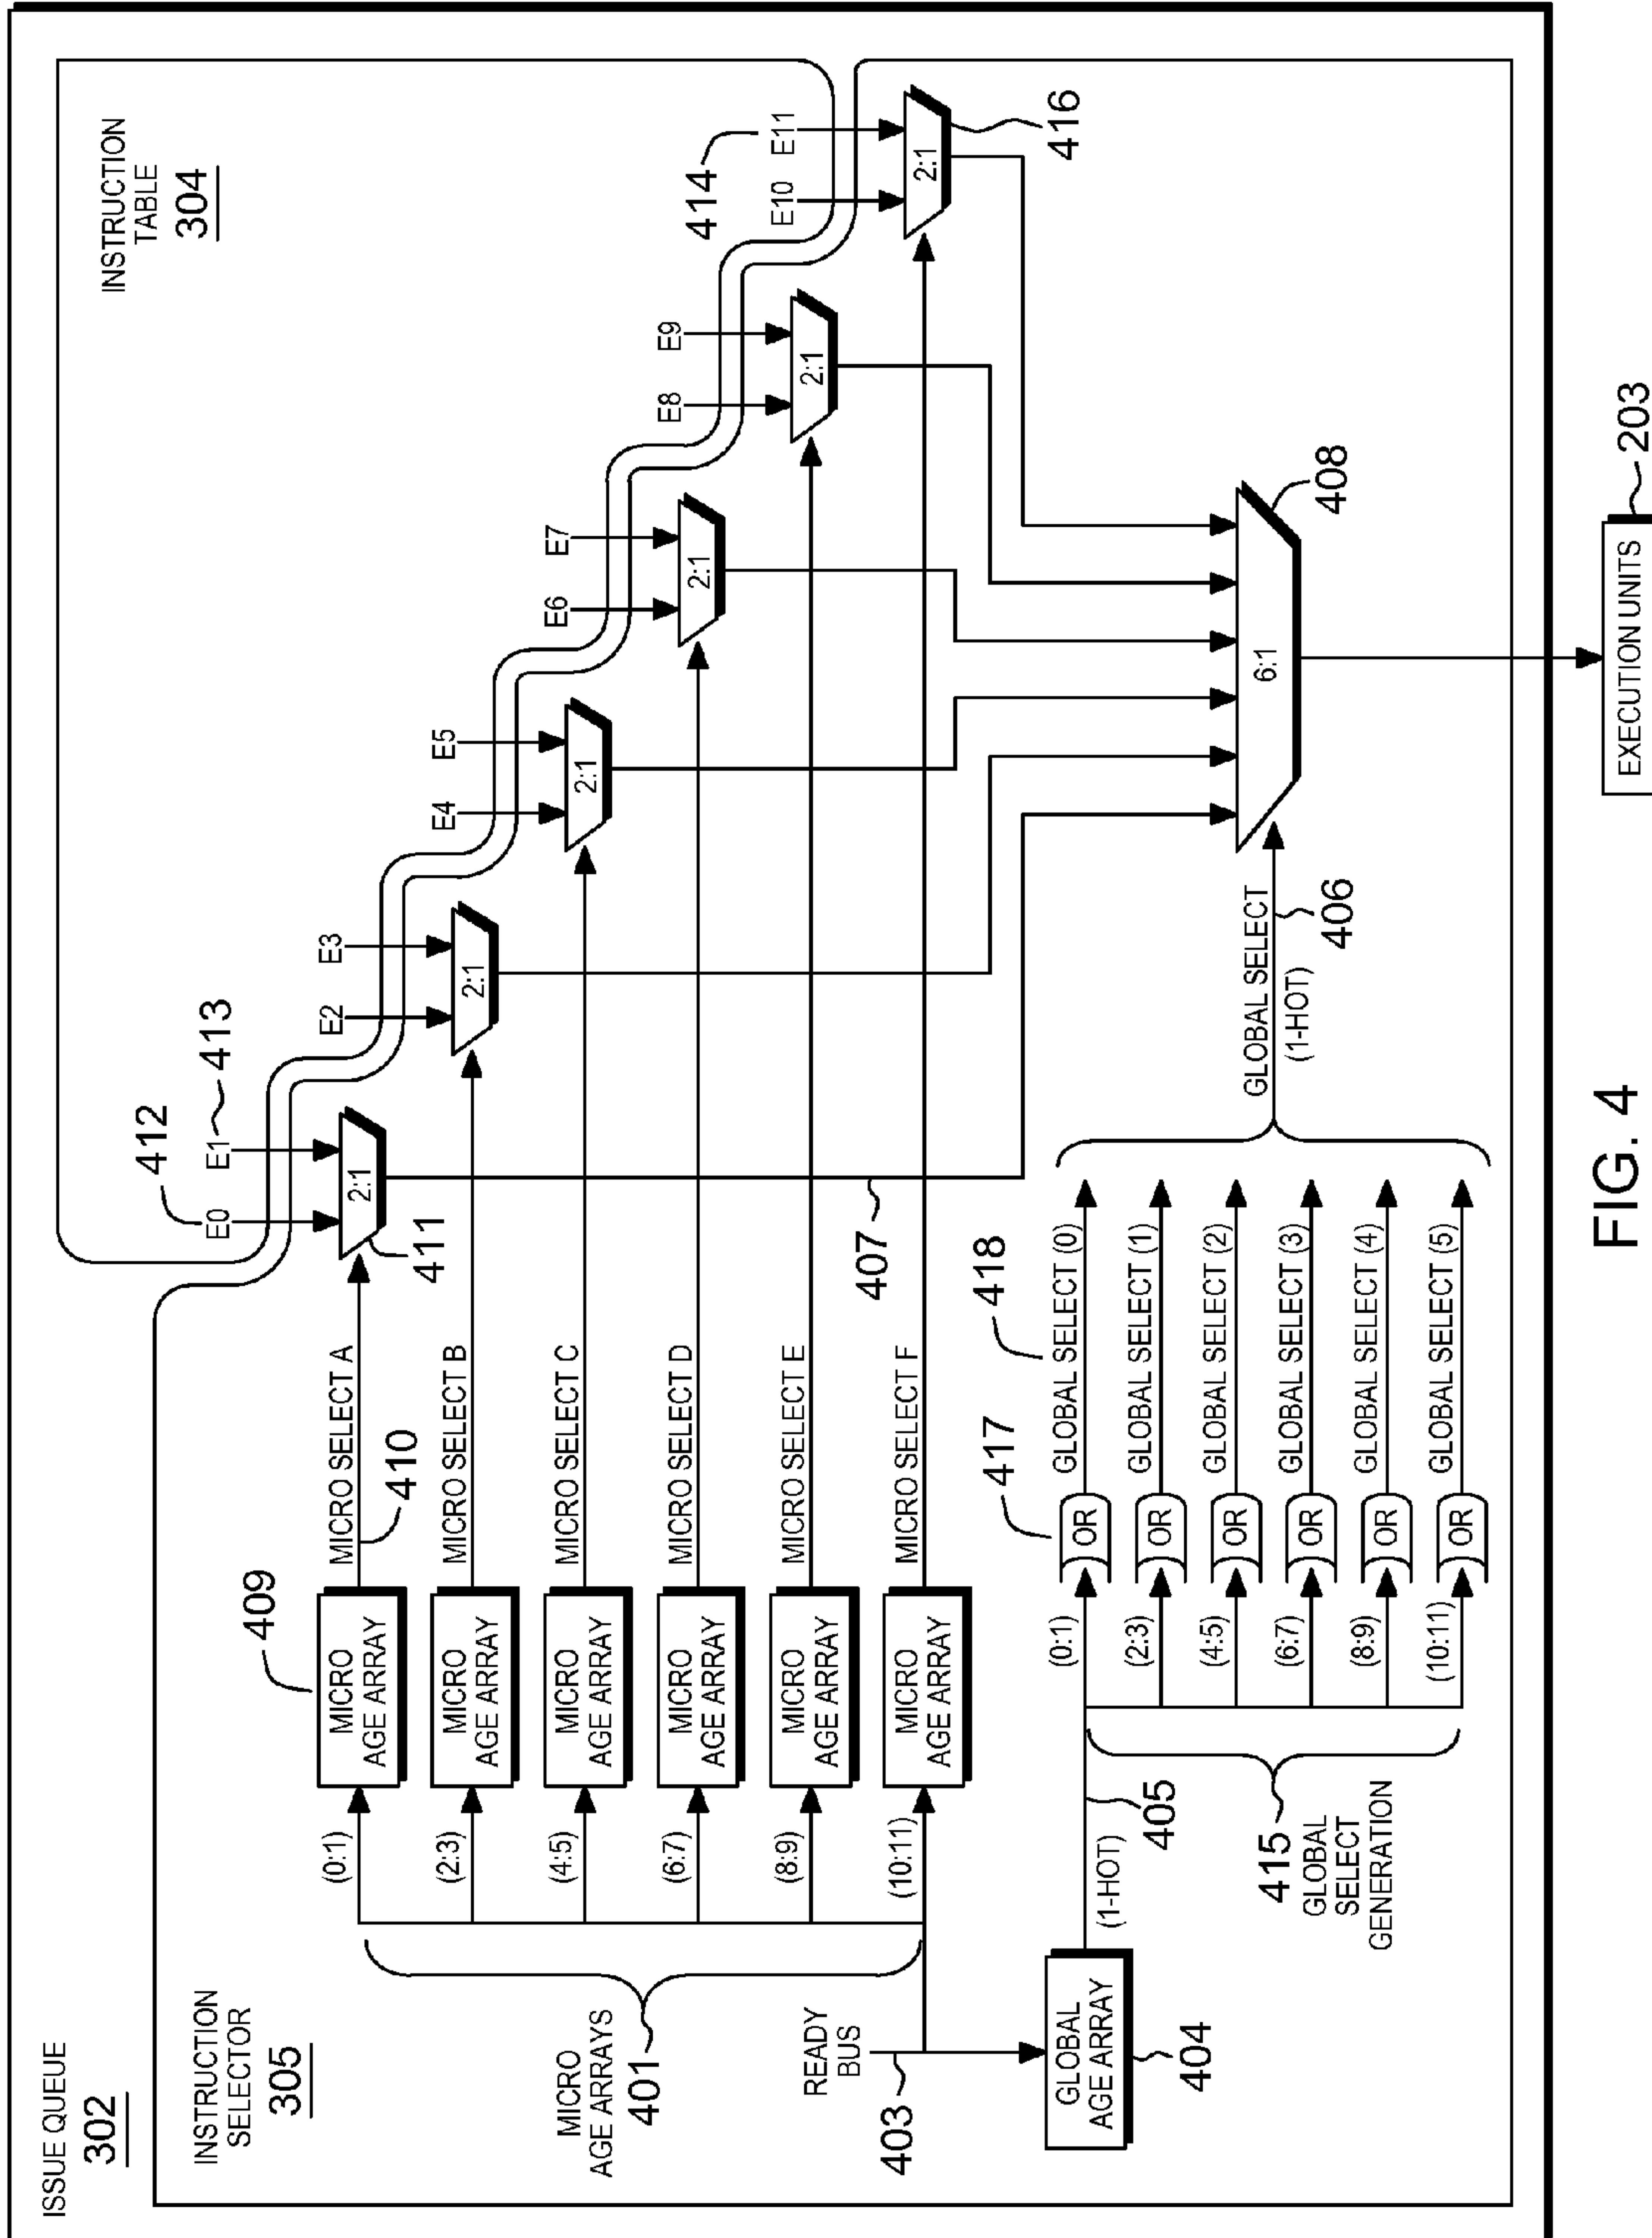 ISSUE QUEUE
302
INSTRUCTION
TABLE
304
INSTRUCTION
SELECTOR
305
412
E0
E1
413
E2
E3
E4
E5
E6
E7
E8
E9
414
E10
E11
2:1
411
2:1
2:1
2:1
2:1
2:1
416
409
MICRO
AGE ARRAYS
401
(0:1)
MICRO
AGE ARRAY
MICRO SELECT A
410
(2:3)
MICRO
AGE ARRAY
MICRO SELECT B
(4:5)
MICRO
AGE ARRAY
MICRO SELECT C
(6:7)
MICRO
AGE ARRAY
MICRO SELECT D
(8:9)
MICRO
AGE ARRAY
MICRO SELECT E
(10:11)
MICRO
AGE ARRAY
MICRO SELECT F
READY
BUS
403
407
GLOBAL
AGE ARRAY
404
(1-HOT)
405
415
GLOBAL
SELECT
GENERATION
417
418
(0:1)
OR
GLOBAL SELECT (0)
(2:3)
OR
GLOBAL SELECT (1)
(4:5)
OR
GLOBAL SELECT (2)
(6:7)
OR
GLOBAL SELECT (3)
(8:9)
OR
GLOBAL SELECT (4)
(10:11)
OR
GLOBAL SELECT (5)
GLOBAL SELECT
(1-HOT)
406
6:1
408
EXECUTION UNITS
203
FIG. 4